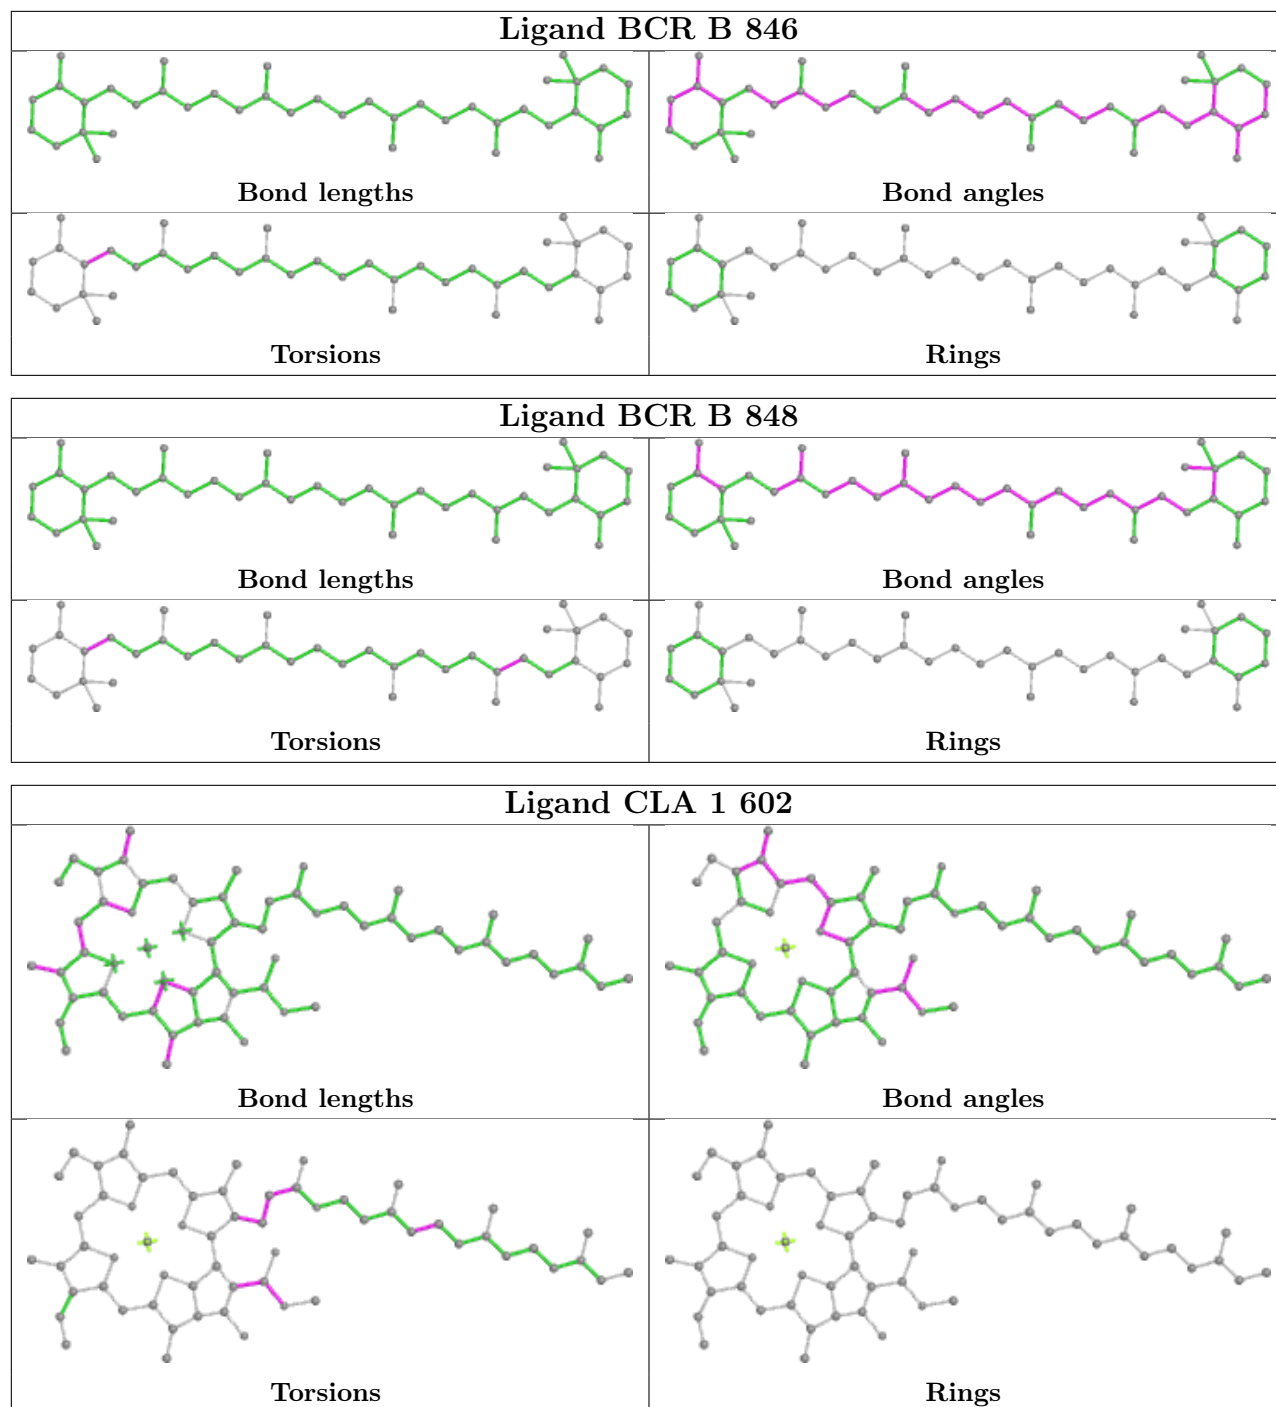 Ligand BCR B 846
Bond lengths
Bond angles
Torsions
Rings
Ligand BCR B 848
Bond lengths
Bond angles
Torsions
Rings
Ligand CLA 1 602
Bond lengths
Bond angles
Torsions
Rings